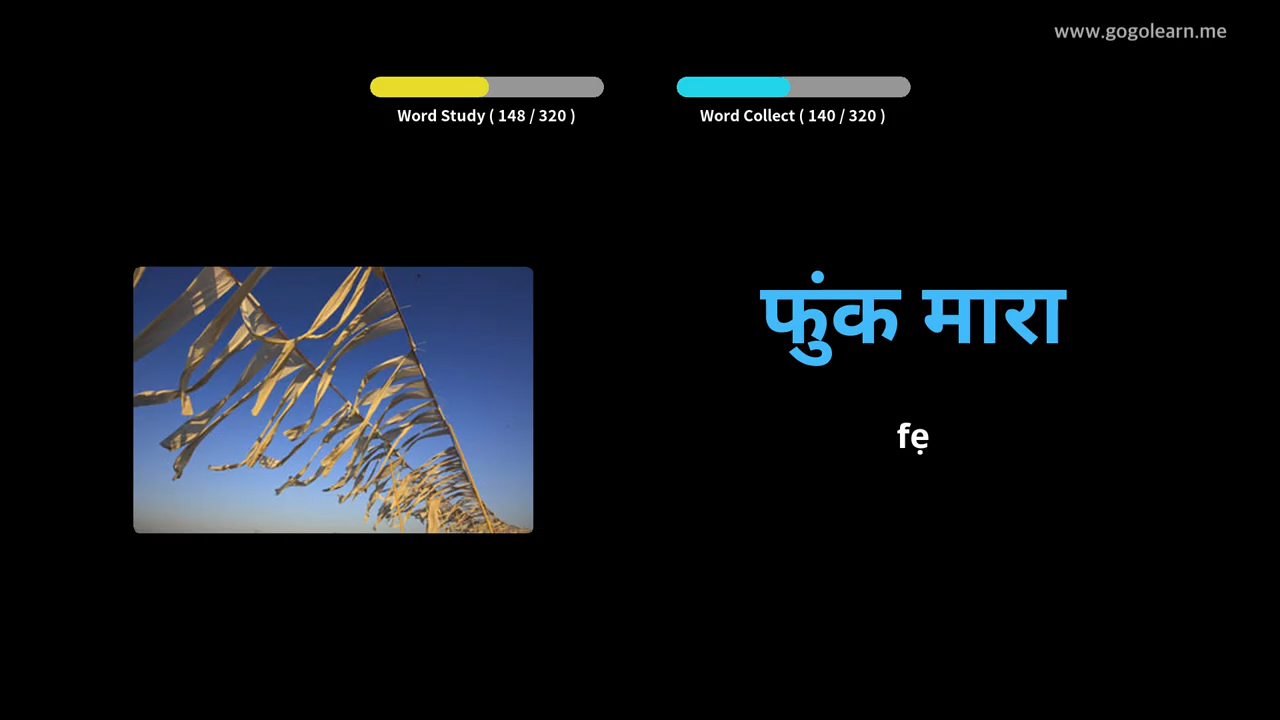 www.gogolearn.me
Word Study ( 148 / 320 )
Word Collect ( 140 / 320 )
फुंक मारा
fẹ